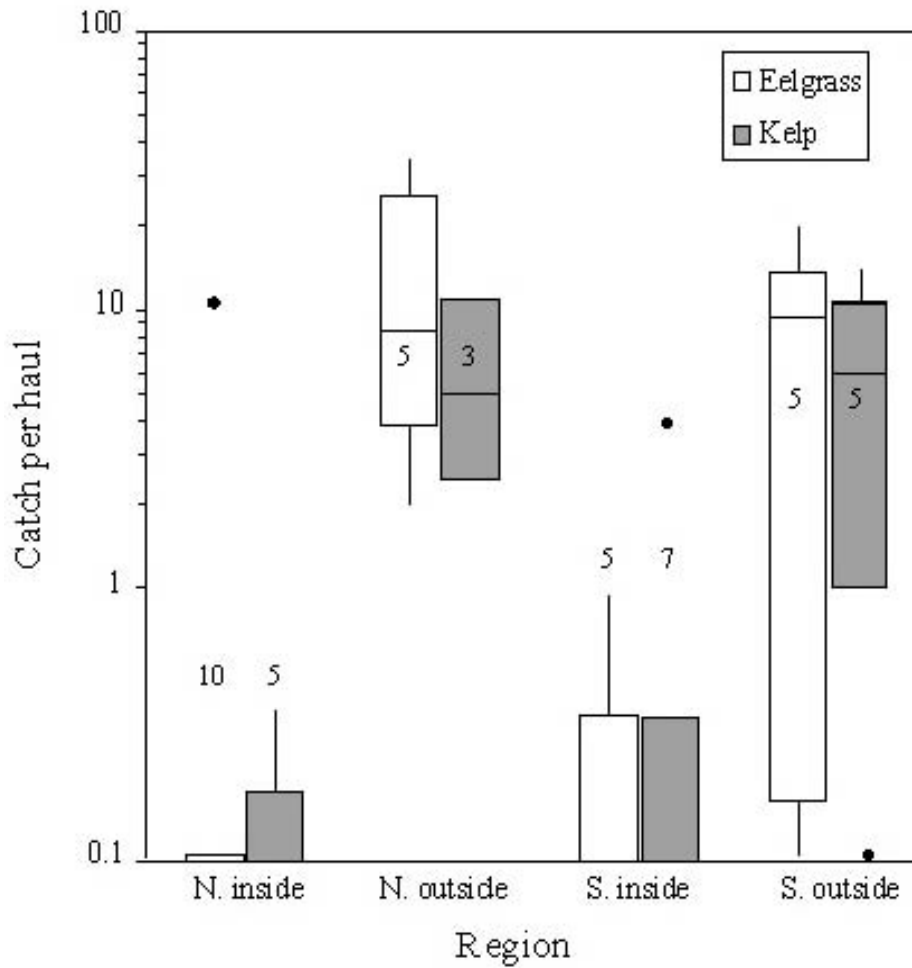 100
10
1
0.1
Catch per haul
Eelgrass
Kelp
5
3
5
5
5
7
10
5
N. inside
N. outside
S. inside
S. outside
Region